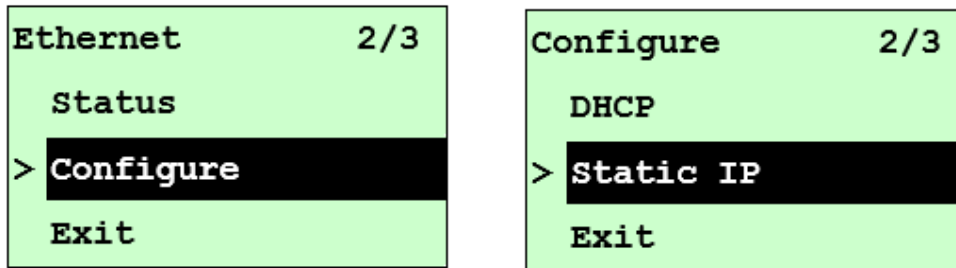 Ethernet 2/3
Status
> Configure
Exit
Configure 2/3
DHCP
> Static IP
Exit